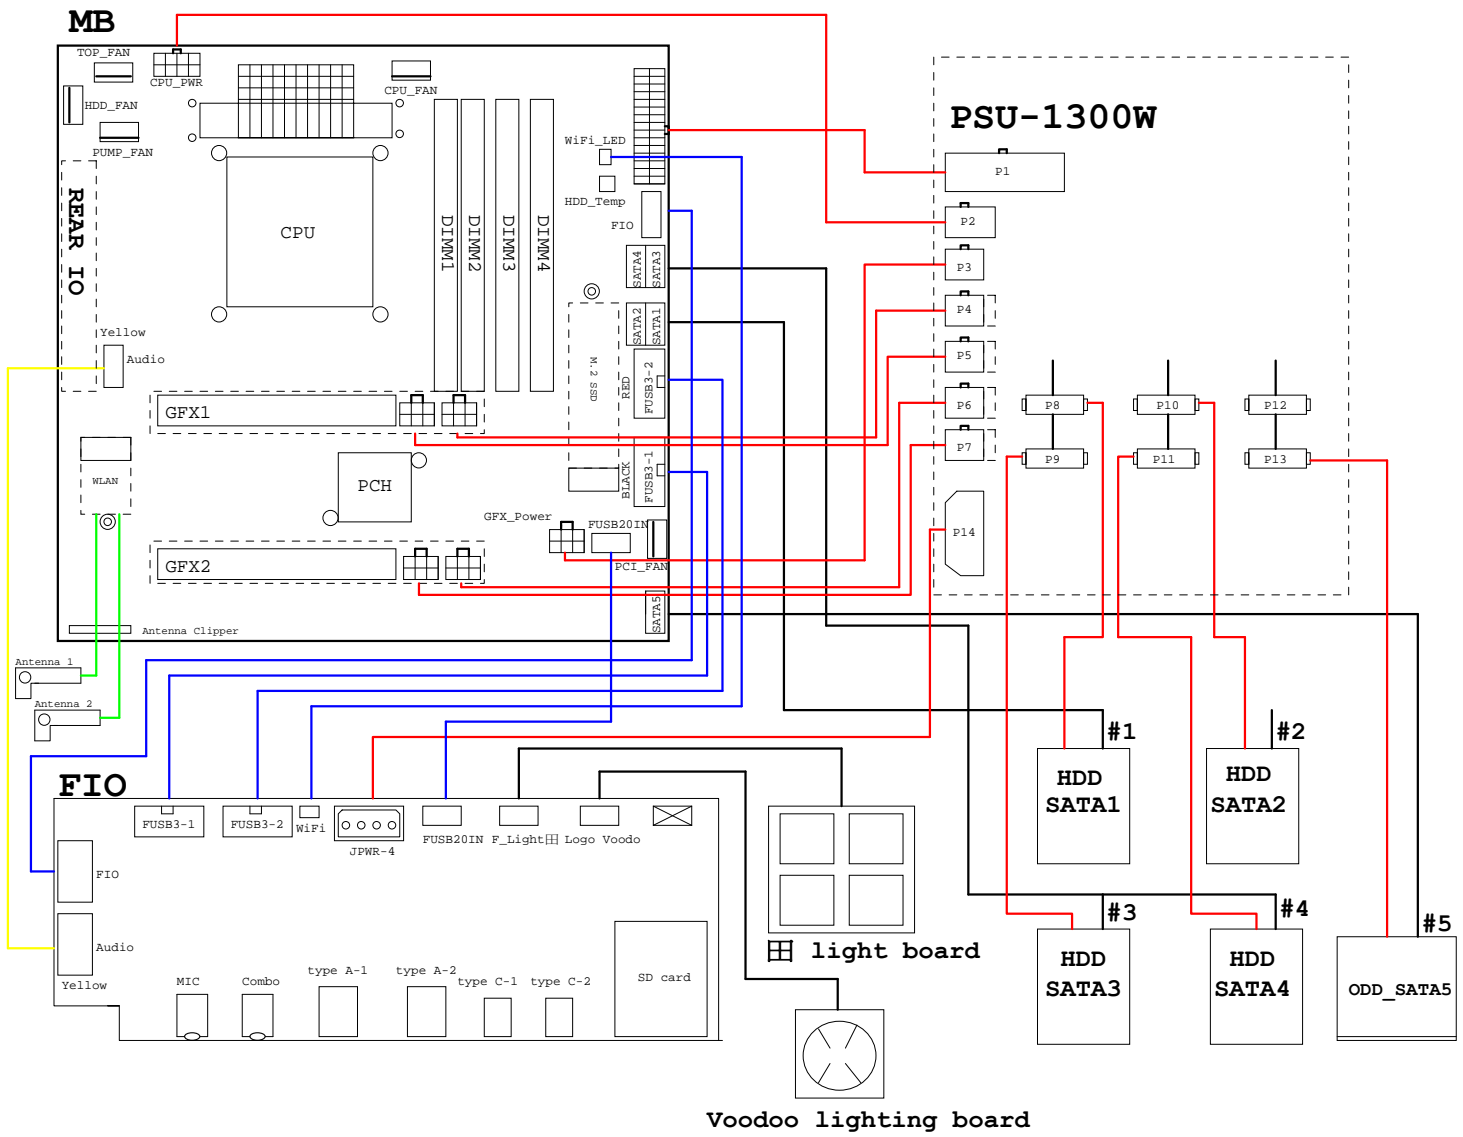 MB
TOP_FAN
CPU_PWR
CPU_FAN
HDD_FAN
PUMP_FAN
WiFi_LED
HDD_Temp
FIO
REAR IO
CPU
DIMM1
DIMM2
DIMM3
DIMM4
SATA4
SATA3
SATA2
SATA1
Yellow
Audio
M.2 SSD
RED
FUSB3-2
GFX1
WLAN
PCH
BLACK
FUSB3-1
GFX_Power
FUSB20IN
PCI_FAN
GFX2
SATA5
Antenna Clipper
Antenna 1
Antenna 2
PSU-1300W
P1
P2
P3
P4
P5
P6
P7
P8
P9
P10
P11
P12
P13
P14
FIO
FUSB3-1
FUSB3-2
WiFi
JPWR-4
FUSB20IN
F_Light田
Logo Voodo
FIO
Audio
Yellow
MIC
Combo
type A-1
type A-2
type C-1
type C-2
SD card
田 light board
Voodoo lighting board
#1
HDD
SATA1
#2
HDD
SATA2
#3
HDD
SATA3
#4
HDD
SATA4
#5
ODD_SATA5